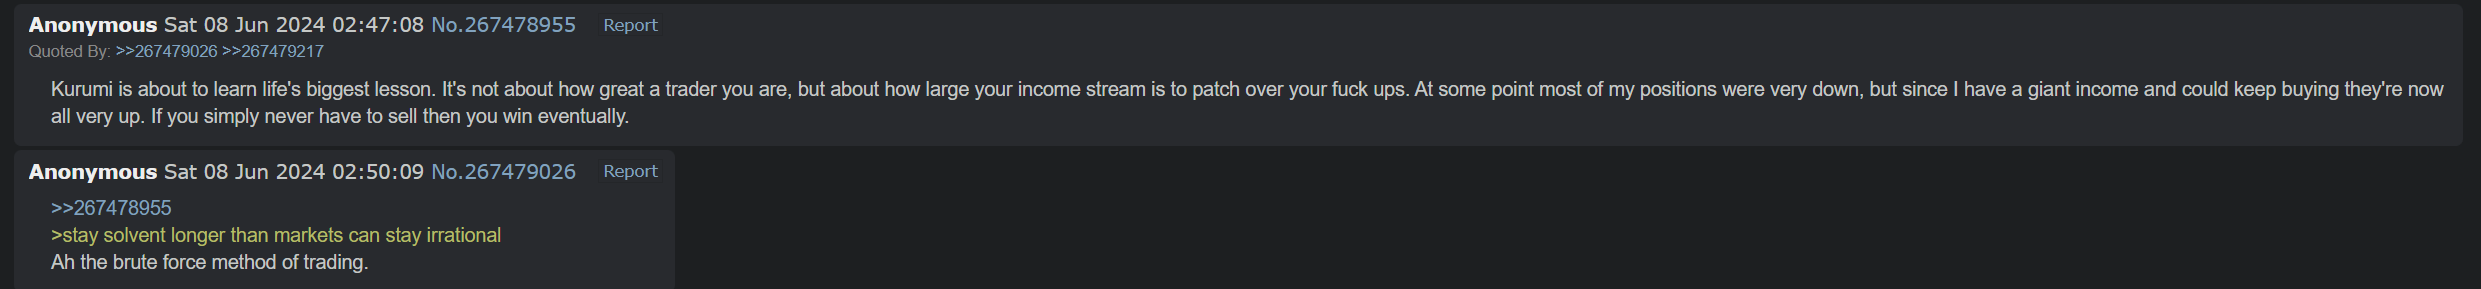 Anonymous Sat 08 Jun 2024 02:47:08 No.267478955 Report
Quoted By: >>267479026 >>267479217
Kurumi is about to learn life's biggest lesson. It's not about how great a trader you are, but about how large your income stream is to patch over your fuck ups. At some point most of my positions were very down, but since I have a giant income and could keep buying they're now
all very up. If you simply never have to sell then you win eventually.
Anonymous Sat 08 Jun 2024 02:50:09 No.267479026 Report
>>267478955
>stay solvent longer than markets can stay irrational
Ah the brute force method of trading.